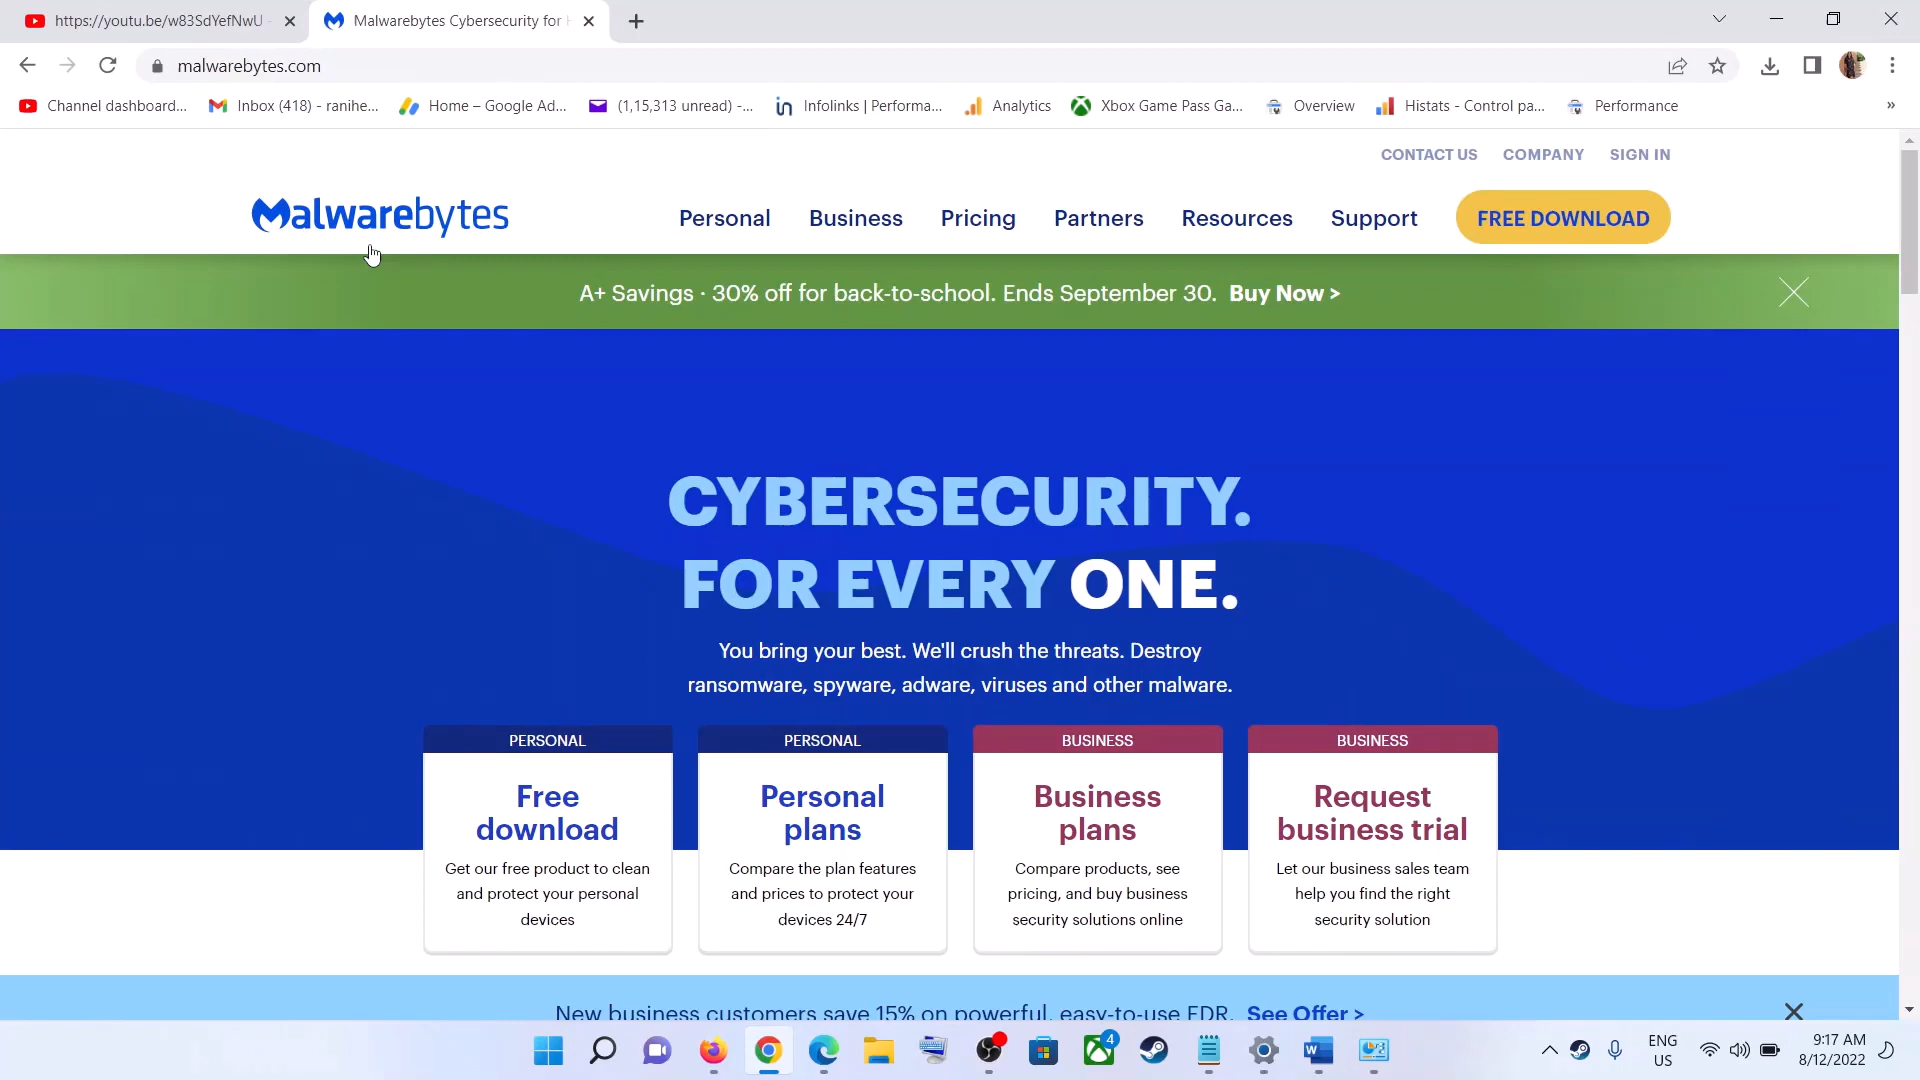 https://youtu.be/w83SdYefNwU -
Malwarebytes Cybersecurity for H
malwarebytes.com
Channel dashboard...
Inbox (418) - ranihe...
Home – Google Ad...
(1,15,313 unread) -...
Infolinks | Performa...
Analytics
Xbox Game Pass Ga...
Overview
Histats - Control pa...
Performance
»
CONTACT US
COMPANY
SIGN IN
Malwarebytes
Personal
Business
Pricing
Partners
Resources
Support
FREE DOWNLOAD
A+ Savings · 30% off for back-to-school. Ends September 30. Buy Now >
CYBERSECURITY.
FOR EVERY ONE.
You bring your best. We'll crush the threats. Destroy
ransomware, spyware, adware, viruses and other malware.
PERSONAL
Free
download
Get our free product to clean
and protect your personal
devices
PERSONAL
Personal
plans
Compare the plan features
and prices to protect your
devices 24/7
BUSINESS
Business
plans
Compare products, see
pricing, and buy business
security solutions online
BUSINESS
Request
business trial
Let our business sales team
help you find the right
security solution
New business customers save 15% on powerful, easy-to-use EDR. See Offer >
4
ENG
US
9:17 AM
8/12/2022